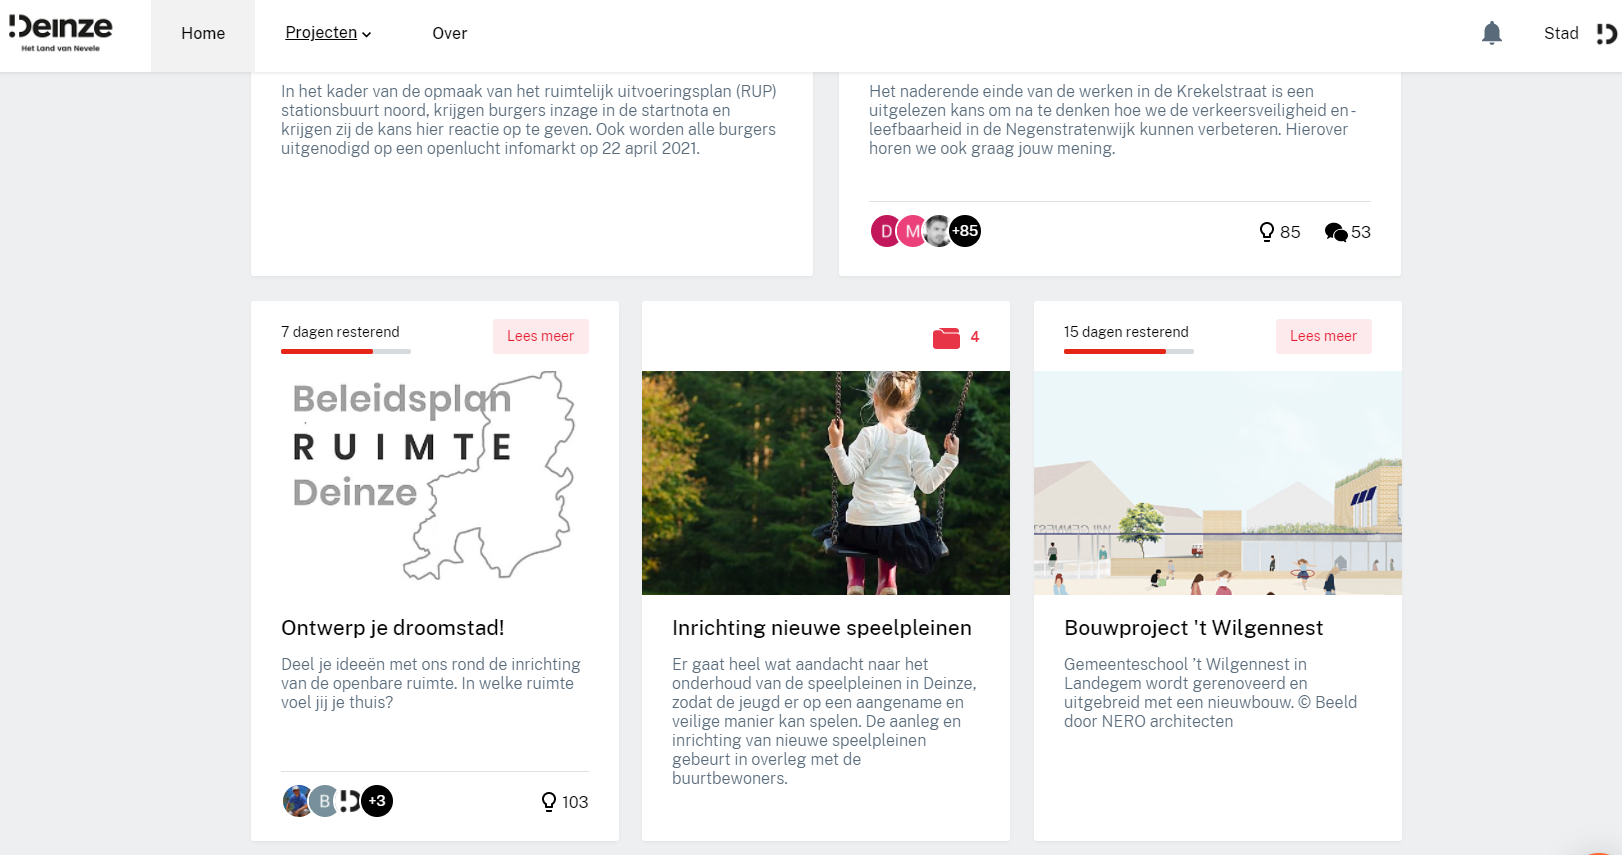 Deinze
Het Land van Nevele
Home
Projecten
Over
Stad
In het kader van de opmaak van het ruimtelijk uitvoeringsplan (RUP)
stationsbuurt noord, krijgen burgers inzage in de startnota en
krijgen zij de kans hier reactie op te geven. Ook worden alle burgers
uitgenodigd op een openlucht infomarkt op 22 april 2021.
Het naderende einde van de werken in de Krekelstraat is een
uitgelezen kans om na te denken hoe we de verkeersveiligheid en -
leefbaarheid in de Negenstratenwijk kunnen verbeteren. Hierover
horen we ook graag jouw mening.
D
M
+85
85
53
7 dagen resterend
Lees meer
Beleidsplan
RUIMTE
Deinze
Ontwerp je droomstad!
Deel je ideeën met ons rond de inrichting
van de openbare ruimte. In welke ruimte
voel jij je thuis?
B
+3
103
4
Inrichting nieuwe speelpleinen
Er gaat heel wat aandacht naar het
onderhoud van de speelpleinen in Deinze,
zodat de jeugd er op een aangename en
veilige manier kan spelen. De aanleg en
inrichting van nieuwe speelpleinen
gebeurt in overleg met de
buurtbewoners.
15 dagen resterend
Lees meer
Bouwproject 't Wilgennest
Gemeenteschool ’t Wilgennest in
Landegem wordt gerenoveerd en
uitgebreid met een nieuwbouw. © Beeld
door NERO architecten